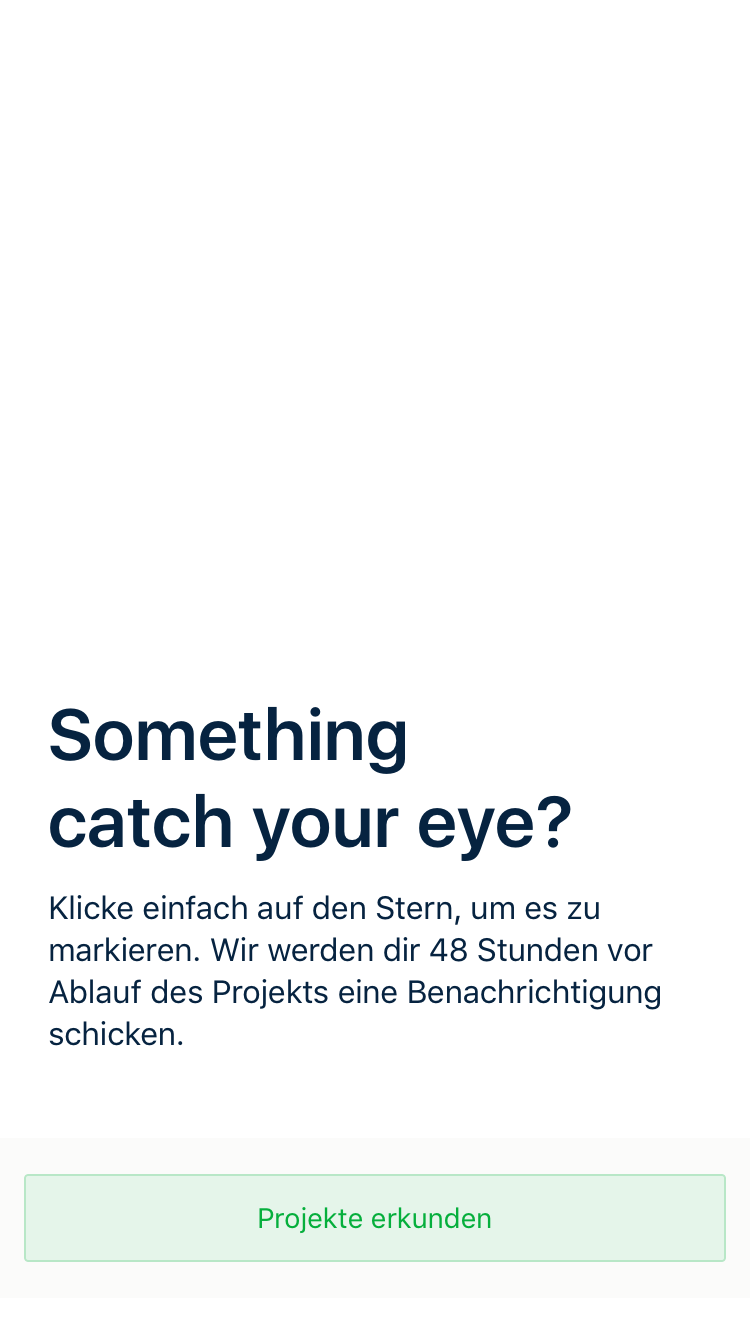 Something
catch your eye?
Klicke einfach auf den Stern, um es zu
markieren. Wir werden dir 48 Stunden vor
Ablauf des Projekts eine Benachrichtigung
schicken.
Projekte erkunden